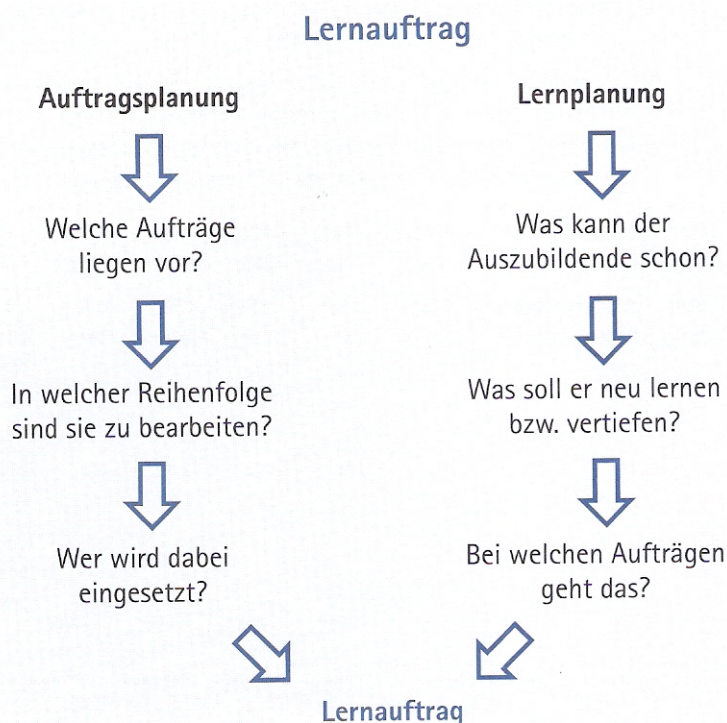 Lernauftrag
Auftragsplanung
Welche Aufträge
liegen vor?
In welcher Reihenfolge
sind sie zu bearbeiten?
Wer wird dabei
eingesetzt?
Lernplanung
Was kann der
Auszubildende schon?
Was soll er neu lernen
bzw. vertiefen?
Bei welchen Aufträgen
geht das?
Lernauftrag